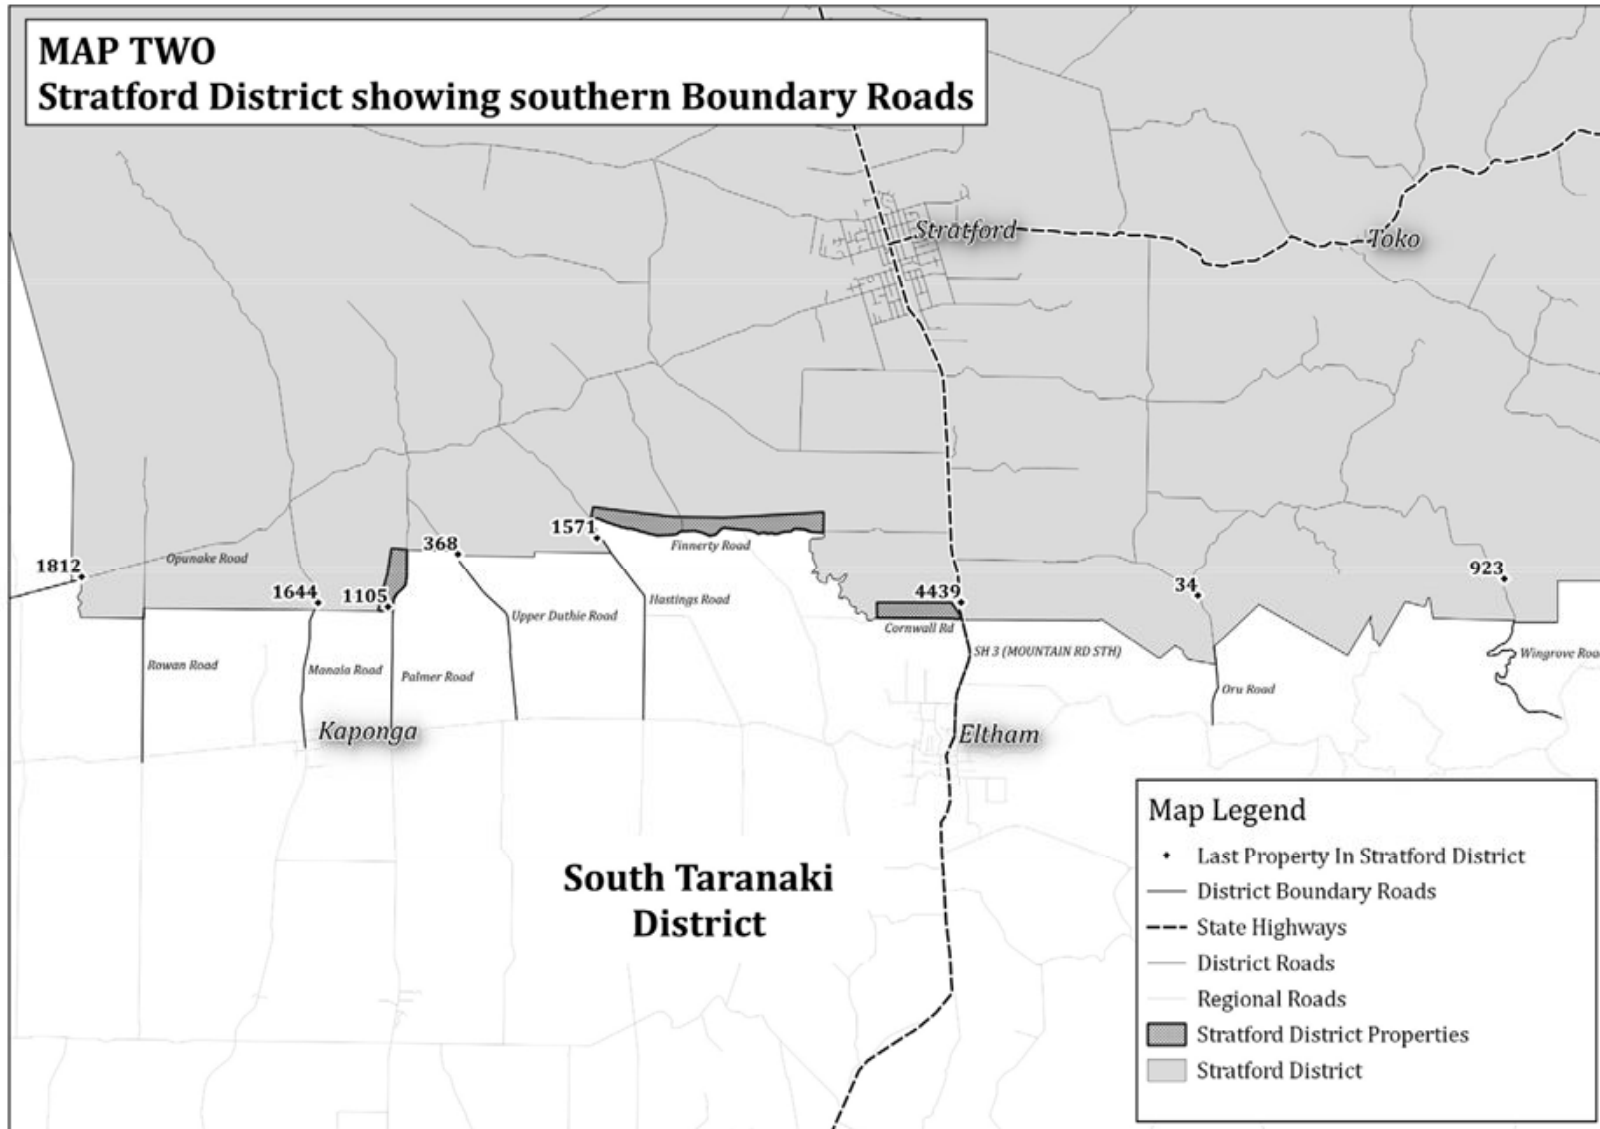 MAP TWO
Stratford District showing southern Boundary Roads
Stratford
Toko
1571
368
Finnerty Road
1812
Opunake Road
923
34
1644
1105
4439
Hastings Road
Upper Duthie Road
Cornwall Rd
SH 3 (MOUNTAIN RD STH)
Wingrove Roa
Rowan Road
Manaia Road
Palmer Road
Oru Road
Kaponga
Eltham
South Taranaki
District
Map Legend
Last Property In Stratford District
District Boundary Roads
State Highways
District Roads
Regional Roads
Stratford District Properties
Stratford District